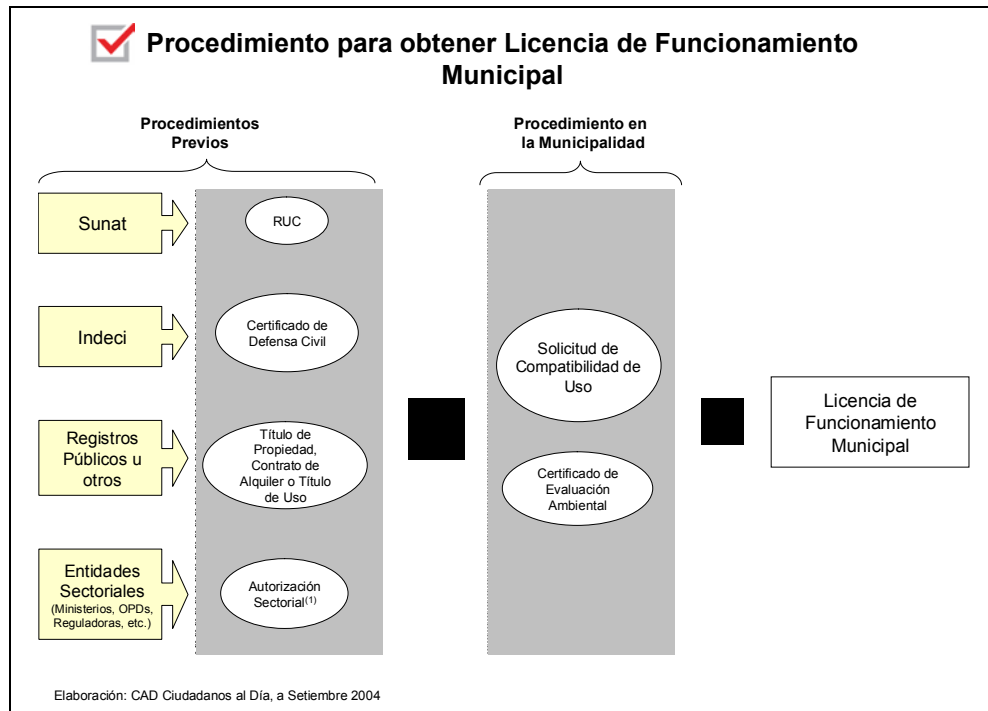 Procedimiento para obtener Licencia de Funcionamiento
Municipal
Procedimientos
Previos
Procedimiento en
la Municipalidad
Sunat
RUC
Indeci
Certificado de
Defensa Civil
Registros
Públicos u
otros
Título de
Propiedad,
Contrato de
Alquiler o Título
de Uso
Entidades
Sectoriales
(Ministerios, OPDs,
Reguladoras, etc.)
Autorización
Sectorial(1)
Solicitud de
Compatibilidad de
Uso
Certificado de
Evaluación
Ambiental
Licencia de
Funcionamiento
Municipal
Elaboración: CAD Ciudadanos al Día, a Setiembre 2004